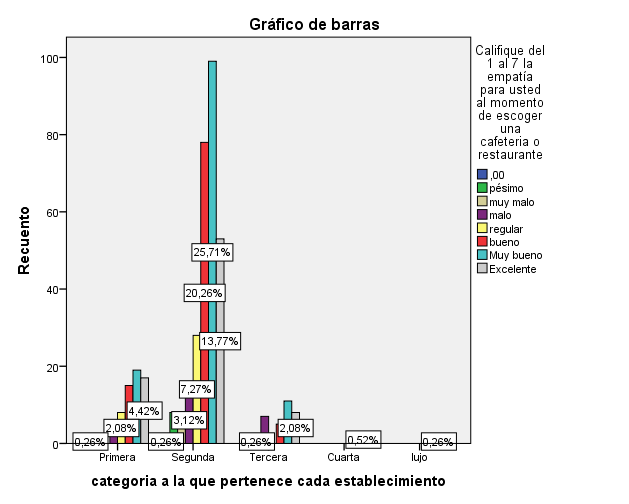 Gráfico de barras
Califique del
1 al 7 la
empatía
para usted
al momento
de escoger
una
cafeteria o
restaurante
,00
pésimo
muy malo
malo
regular
bueno
Muy bueno
Excelente
Recuento
100
80
60
40
20
0
25,71%
20,26%
13,77%
7,27%
4,42%
3,12%
2,08%
2,08%
0,26%
0,26%
0,26%
0,52%
0,26%
Primera
Segunda
Tercera
Cuarta
lujo
categoria a la que pertenece cada establecimiento